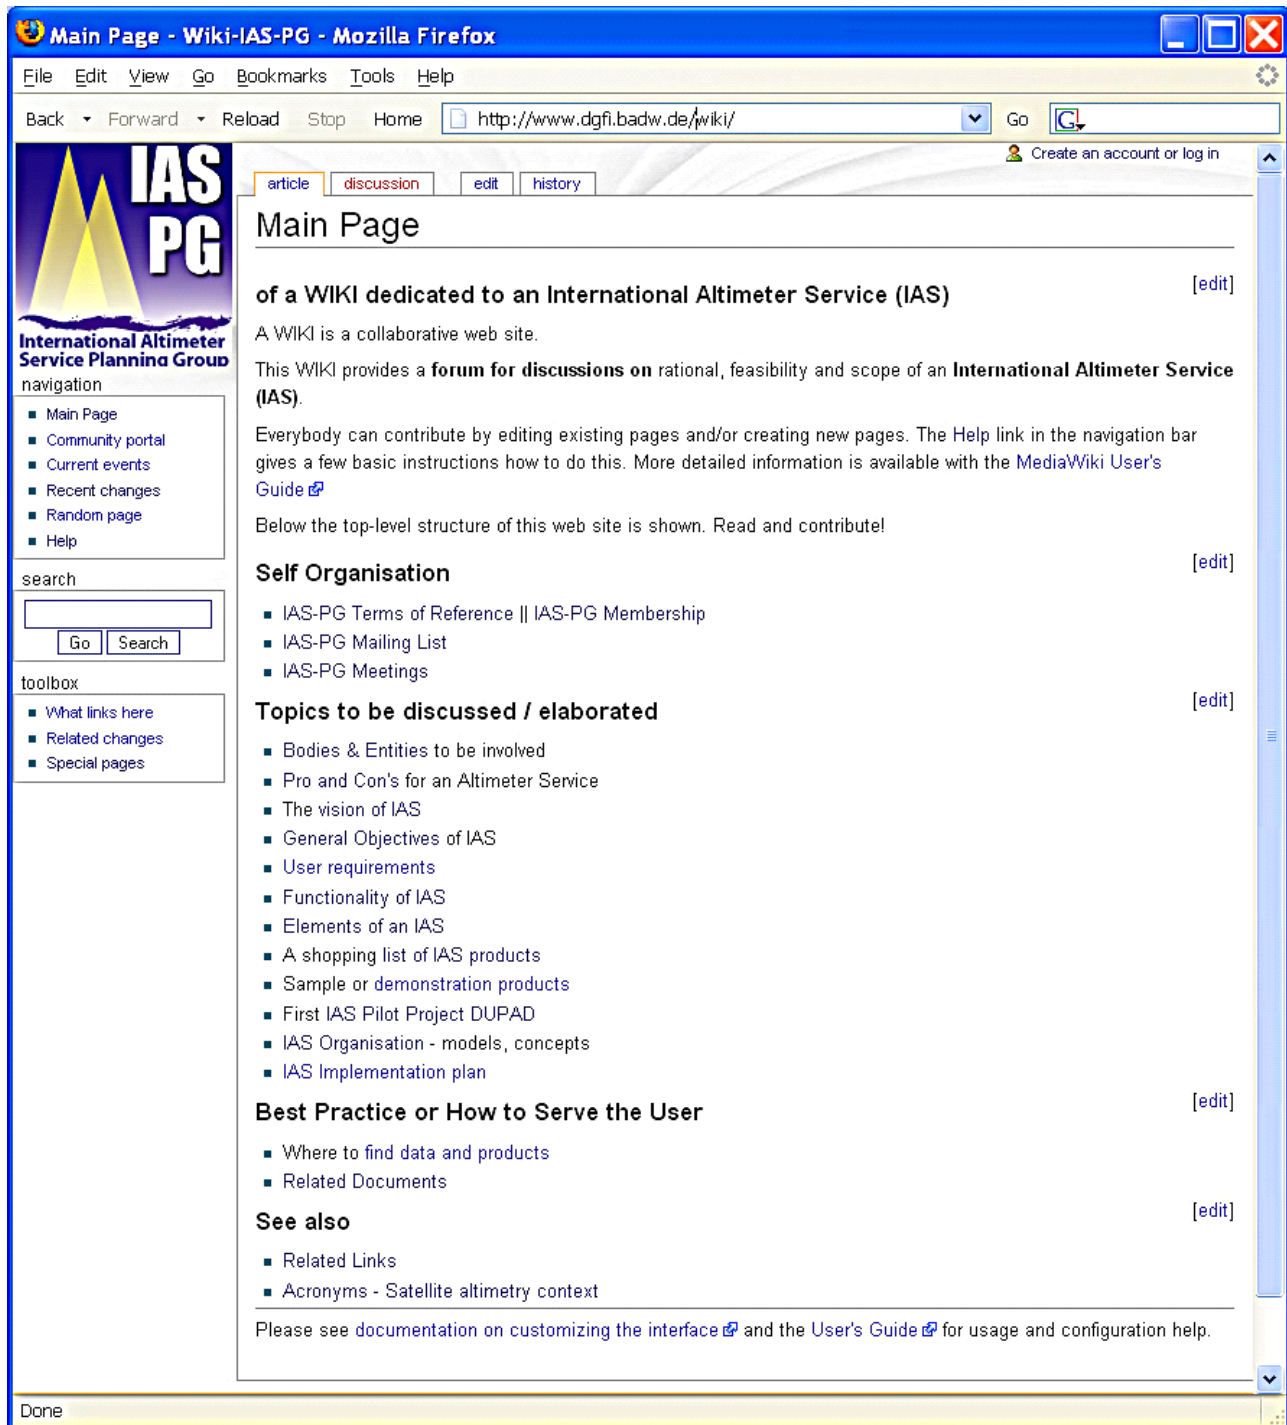 Main Page - Wiki-IAS-PG - Mozilla Firefox
File Edit View Go Bookmarks Tools Help
Back Forward Reload Stop Home http://www.dgfi.badw.de/wiki/ Go G
IAS
PG
International Altimeter
Service Planning Group
navigation
Main Page
Community portal
Current events
Recent changes
Random page
Help
search
Go Search
toolbox
What links here
Related changes
Special pages
Create an account or log in
article discussion edit history
Main Page
of a WIKI dedicated to an International Altimeter Service (IAS) [edit]
A WIKI is a collaborative web site.
This WIKI provides a forum for discussions on rational, feasibility and scope of an International Altimeter Service
(IAS).
Everybody can contribute by editing existing pages and/or creating new pages. The Help link in the navigation bar
gives a few basic instructions how to do this. More detailed information is available with the MediaWiki User's
Guide
Below the top-level structure of this web site is shown. Read and contribute!
Self Organisation [edit]
IAS-PG Terms of Reference || IAS-PG Membership
IAS-PG Mailing List
IAS-PG Meetings
Topics to be discussed / elaborated [edit]
Bodies & Entities to be involved
Pro and Con's for an Altimeter Service
The vision of IAS
General Objectives of IAS
User requirements
Functionality of IAS
Elements of an IAS
A shopping list of IAS products
Sample or demonstration products
First IAS Pilot Project DUPAD
IAS Organisation - models, concepts
IAS Implementation plan
Best Practice or How to Serve the User [edit]
Where to find data and products
Related Documents
See also [edit]
Related Links
Acronyms - Satellite altimetry context
Please see documentation on customizing the interface and the User's Guide for usage and configuration help.
Done